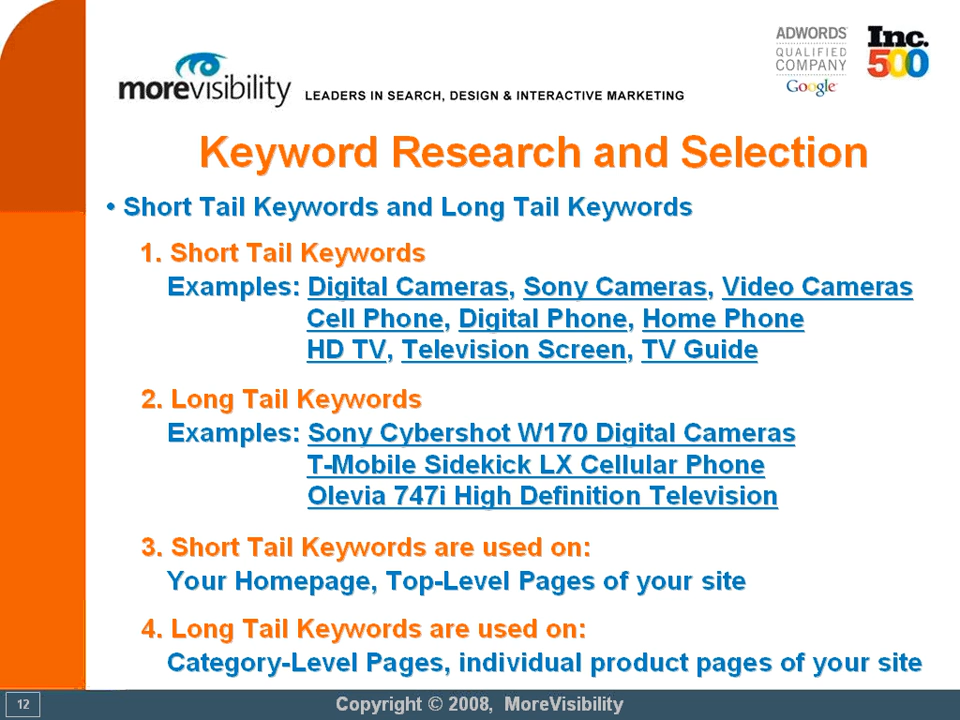 ADWORDS
QUALIFIED
COMPANY
Google
Inc.
500
morevisibility
LEADERS IN SEARCH, DESIGN & INTERACTIVE MARKETING
Keyword Research and Selection
• Short Tail Keywords and Long Tail Keywords
1. Short Tail Keywords
Examples: Digital Cameras, Sony Cameras, Video Cameras
Cell Phone, Digital Phone, Home Phone
HD TV, Television Screen, TV Guide
2. Long Tail Keywords
Examples: Sony Cybershot W170 Digital Cameras
T-Mobile Sidekick LX Cellular Phone
Olevia 747i High Definition Television
3. Short Tail Keywords are used on:
Your Homepage, Top-Level Pages of your site
4. Long Tail Keywords are used on:
Category-Level Pages, individual product pages of your site
12
Copyright © 2008, MoreVisibility